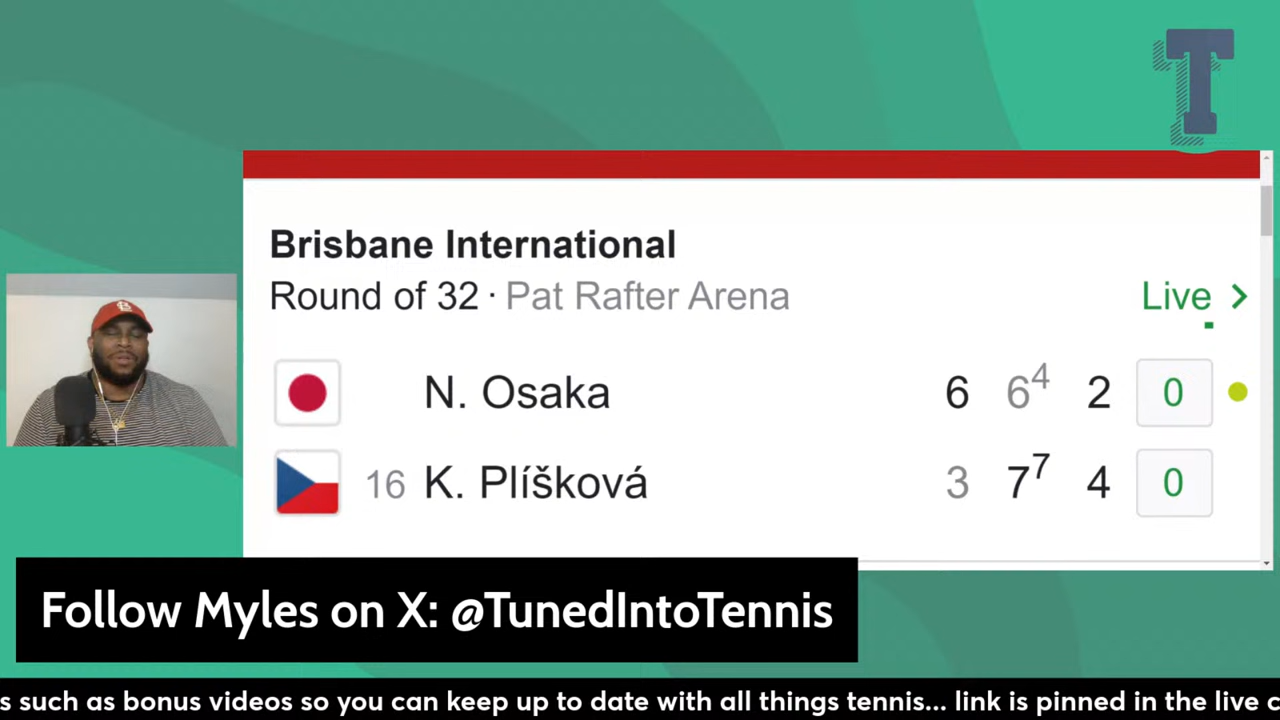 T
Brisbane International
Round of 32 · Pat Rafter Arena
Live
N. Osaka 6 6⁴ 2 0
16 K. Plíšková 3 7⁷ 4 0
Follow Myles on X: @TunedIntoTennis
s such as bonus videos so you can keep up to date with all things tennis... link is pinned in the live